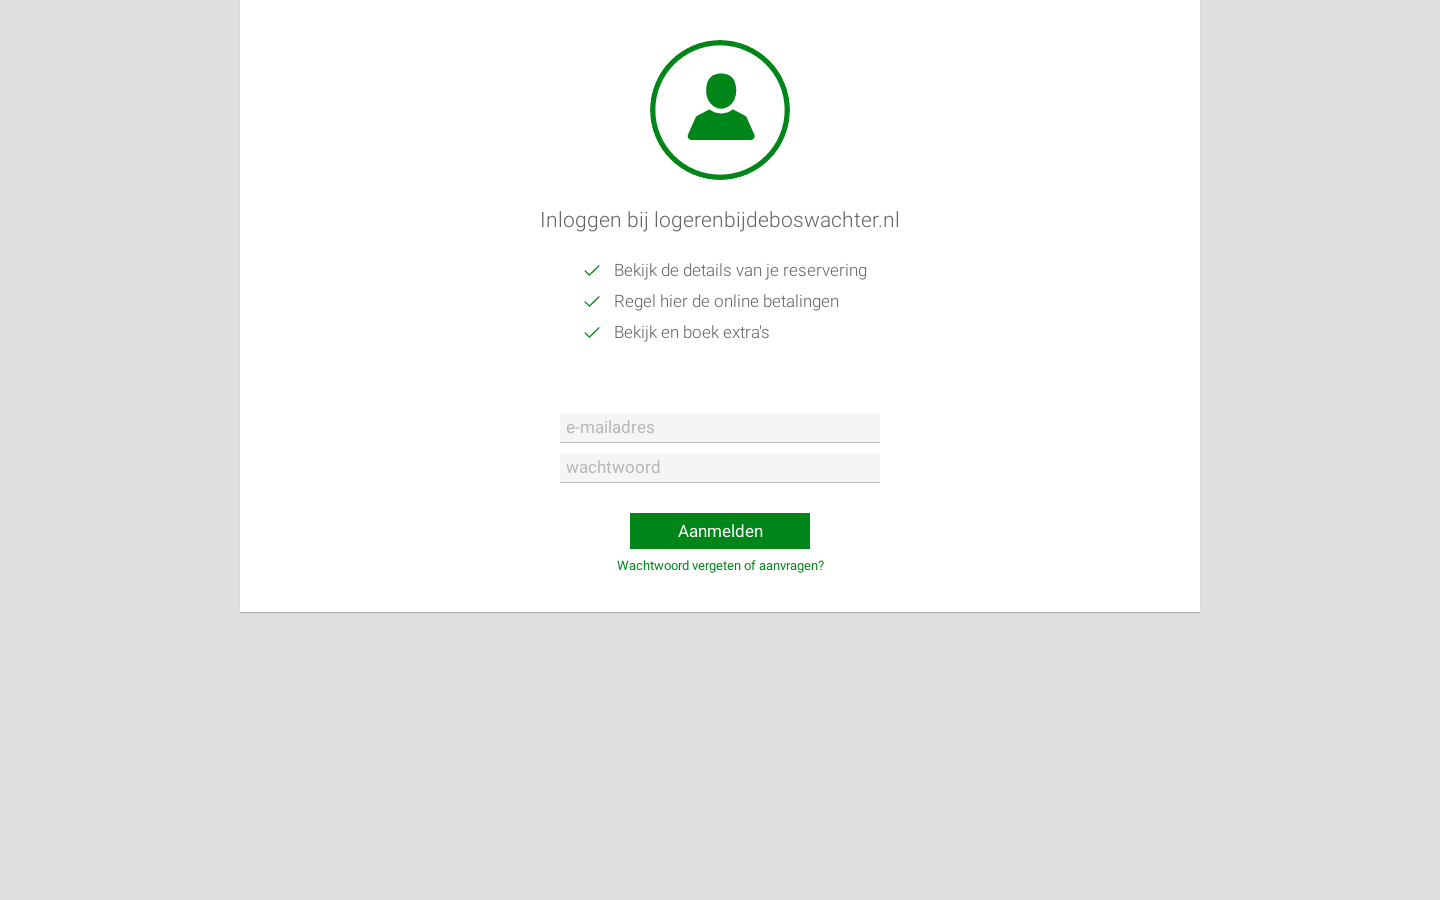 Inloggen bij logerenbijdeboswachter.nl
Bekijk de details van je reservering
Regel hier de online betalingen
Bekijk en boek extra's
e-mailadres
wachtwoord
Aanmelden
Wachtwoord vergeten of aanvragen?